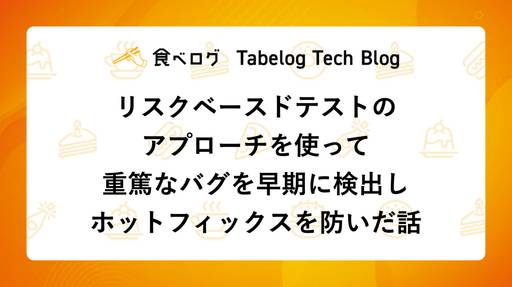 食べログ Tabelog Tech Blog
リスクベースドテストの
アプローチを使って
重篤なバグを早期に検出し
ホットフィックスを防いだ話